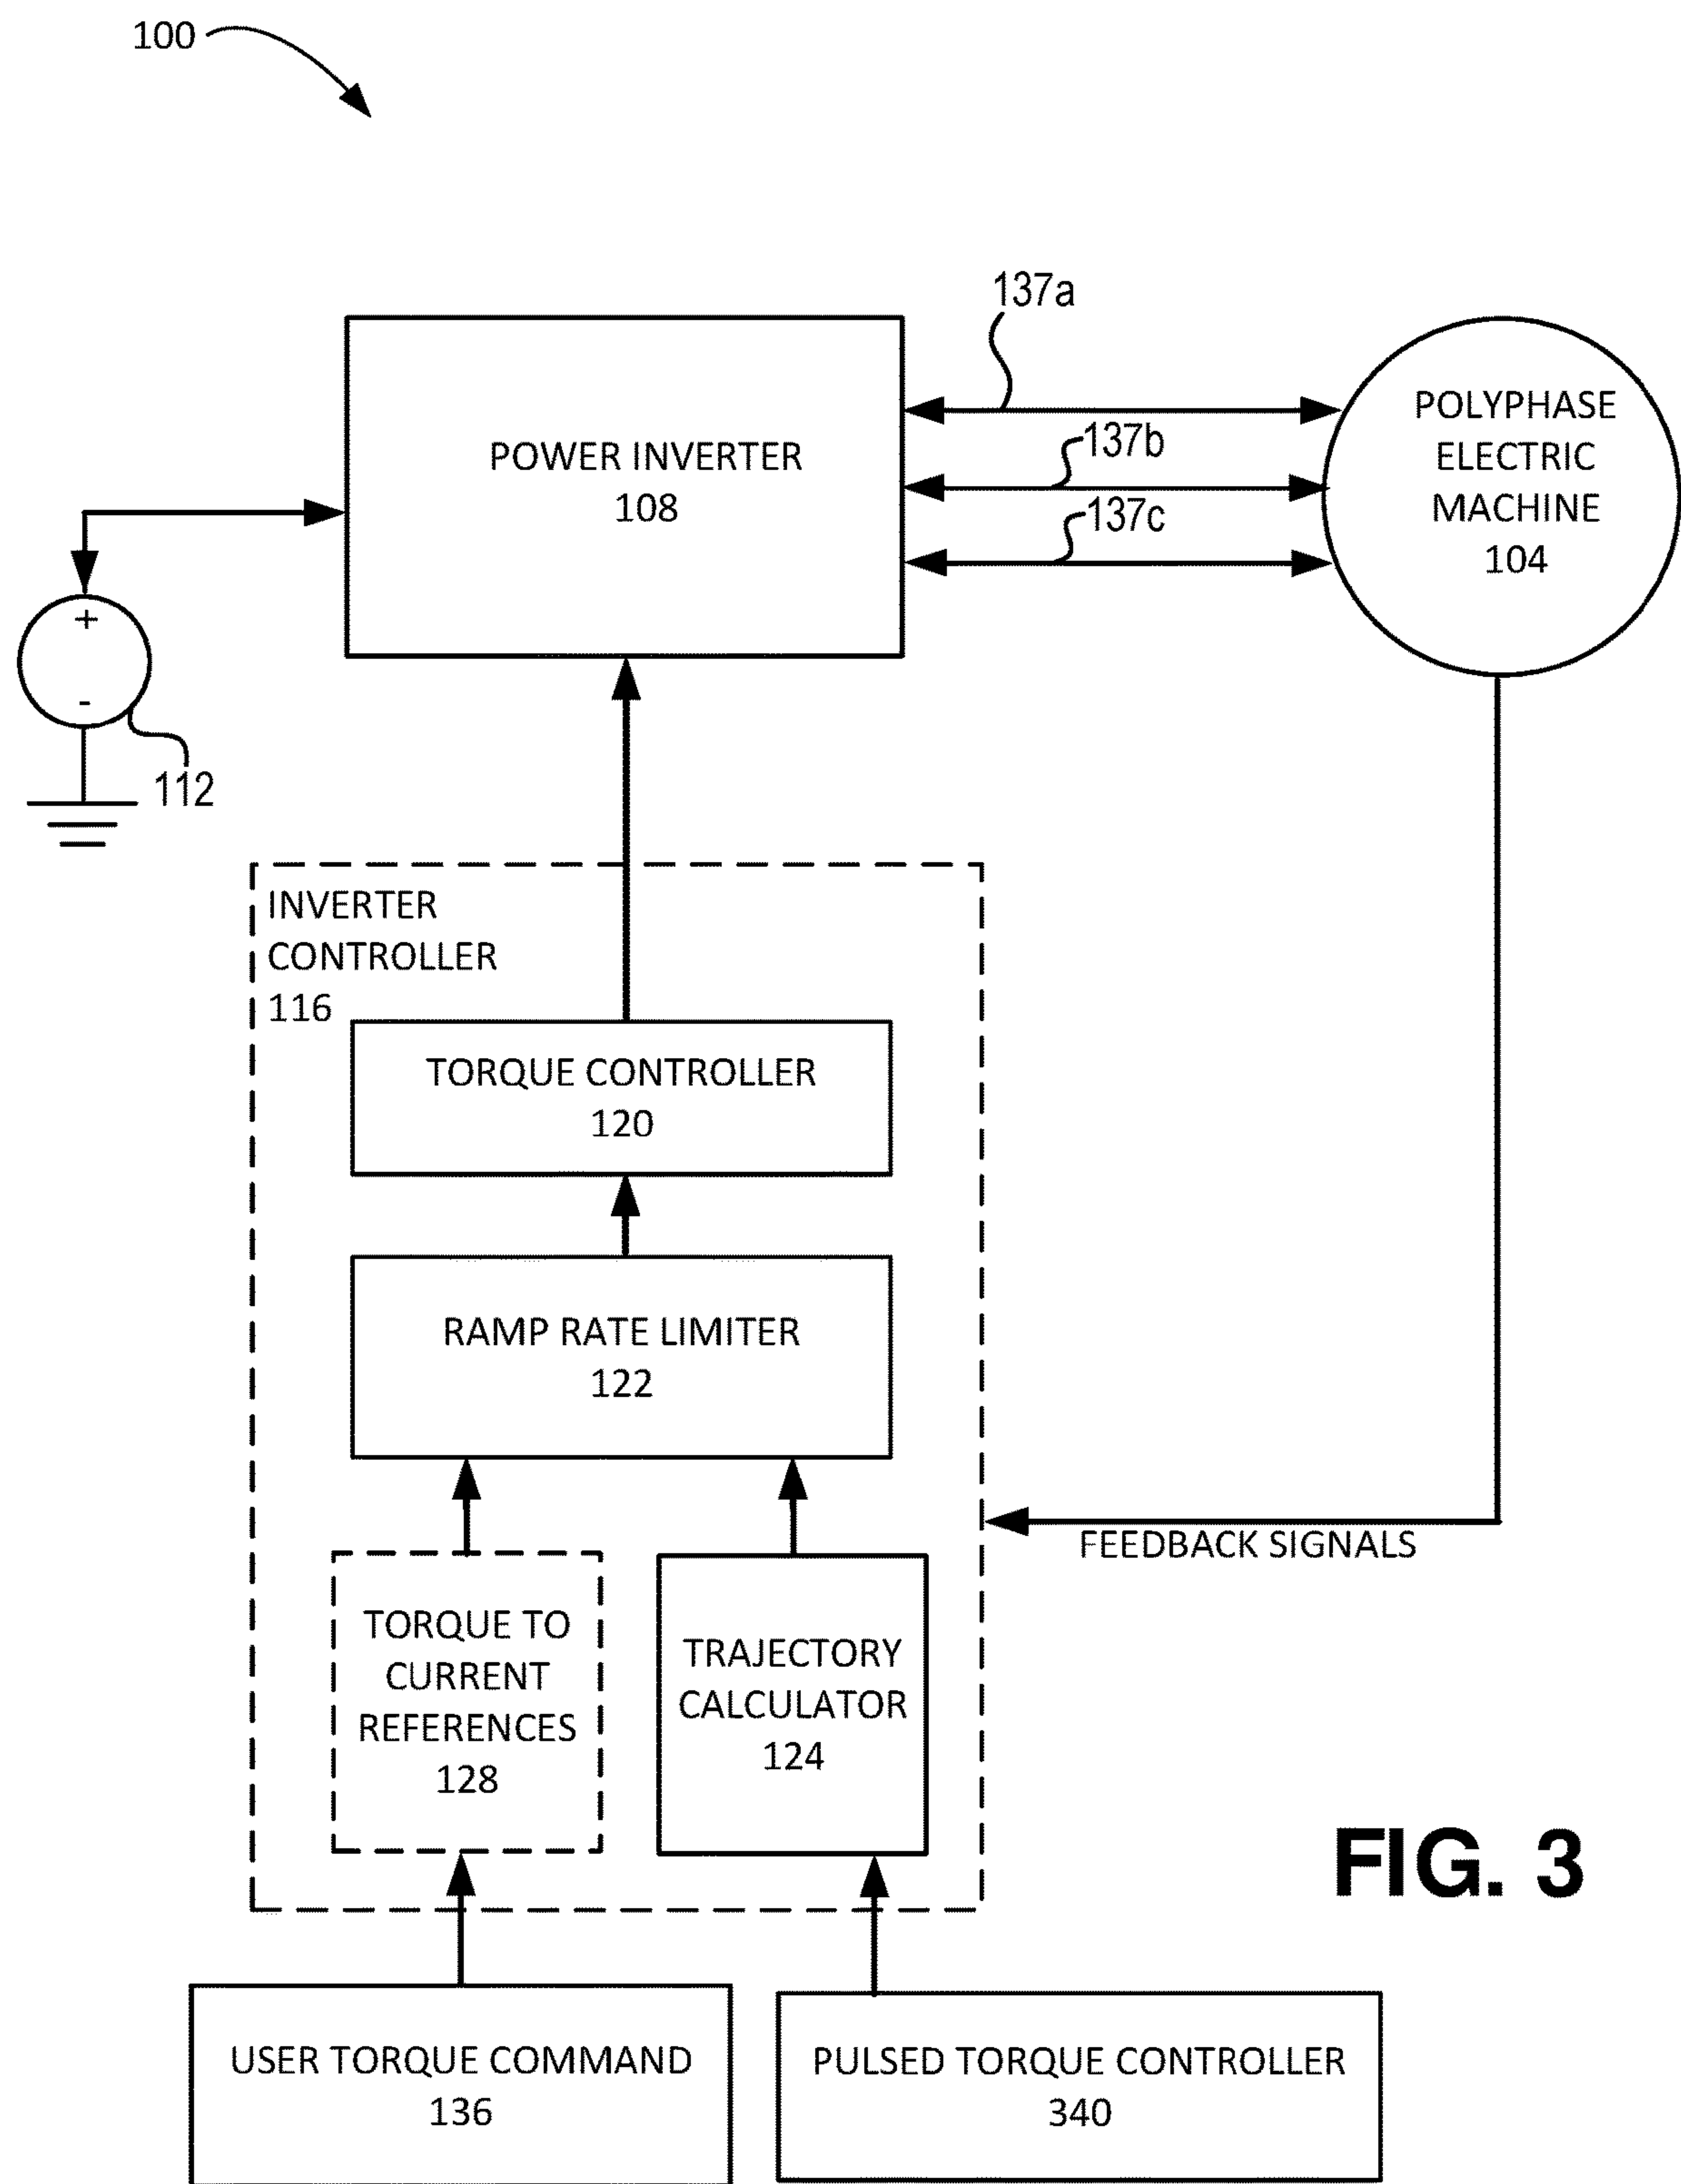 100
137a
POWER INVERTER
108
137b
137c
POLYPHASE
ELECTRIC
MACHINE
104
+
-
112
INVERTER
CONTROLLER
116
TORQUE CONTROLLER
120
RAMP RATE LIMITER
122
FEEDBACK SIGNALS
TORQUE TO
CURRENT
REFERENCES
128
TRAJECTORY
CALCULATOR
124
FIG. 3
USER TORQUE COMMAND
136
PULSED TORQUE CONTROLLER
340